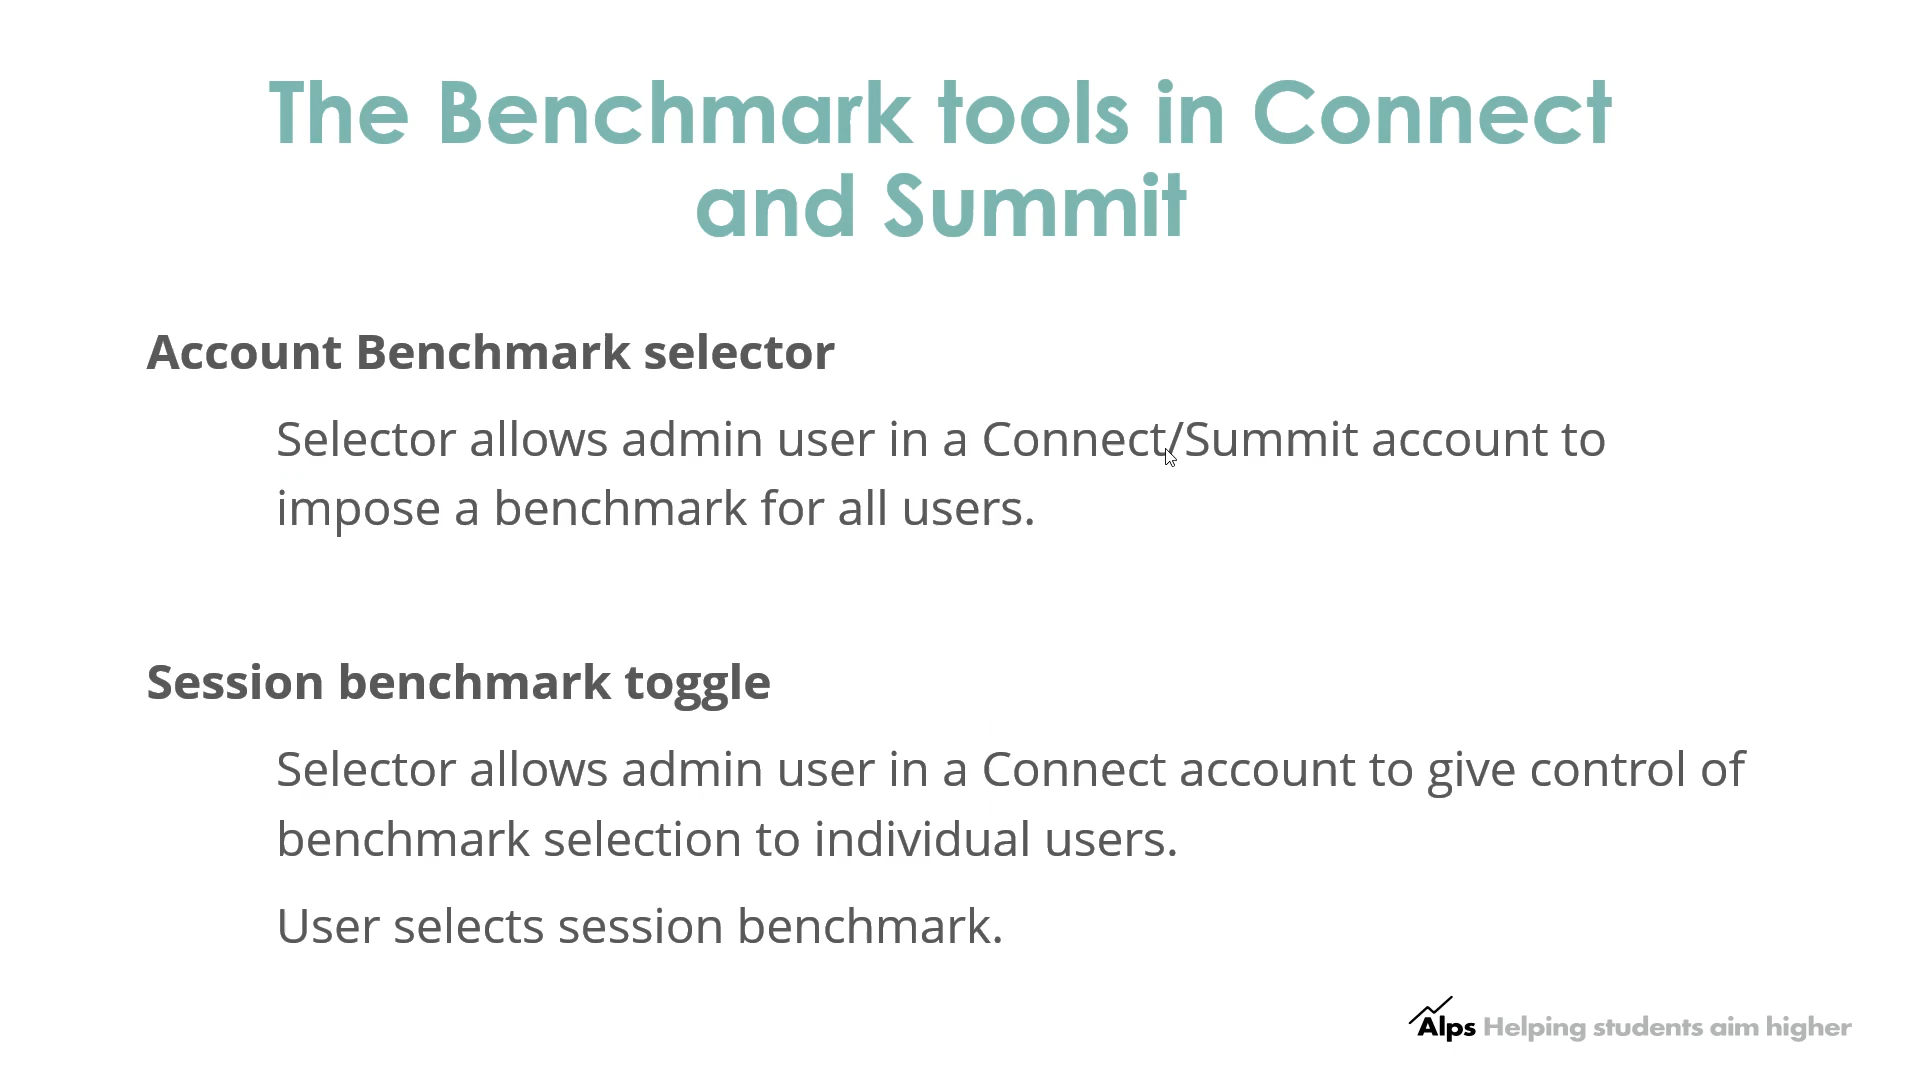 The Benchmark tools in Connect
and Summit
Account Benchmark selector
Selector allows admin user in a Connect/Summit account to
impose a benchmark for all users.
Session benchmark toggle
Selector allows admin user in a Connect account to give control of
benchmark selection to individual users.
User selects session benchmark.
Alps Helping students aim higher